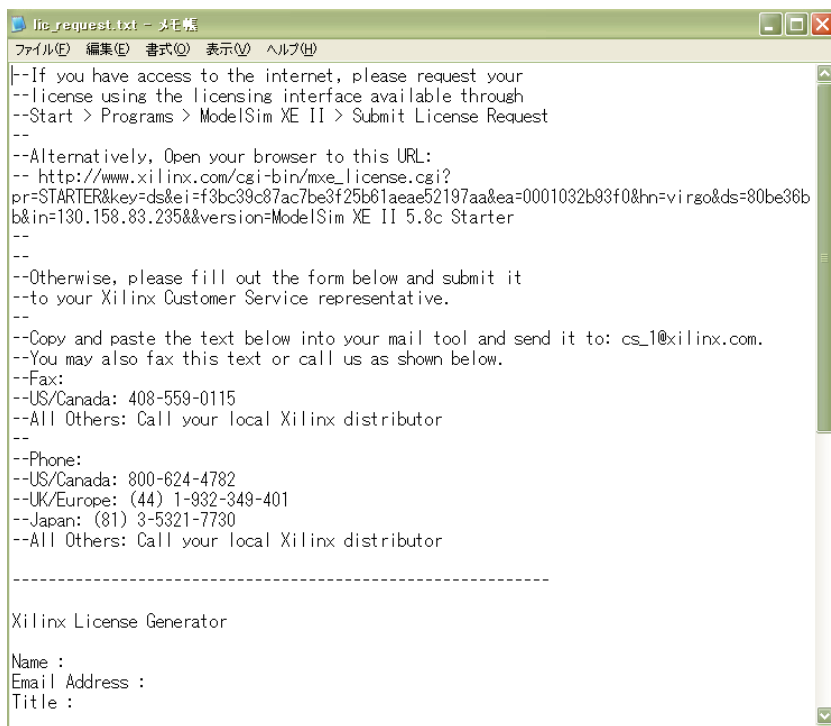 lic_request.txt - メモ帳
ファイル(F) 編集(E) 書式(O) 表示(V) ヘルプ(H)
--If you have access to the internet, please request your
--license using the licensing interface available through
--Start > Programs > ModelSim XE II > Submit License Request
--
--Alternatively, Open your browser to this URL:
-- http://www.xilinx.com/cgi-bin/mxe_license.cgi?
pr=STARTER&key=ds&ei=f3bc39c87ac7be3f25b61aeae52197aa&ea=0001032b93f0&hn=virgo&ds=80be36b
b&in=130.158.83.235&&version=ModelSim XE II 5.8c Starter
--
--
--Otherwise, please fill out the form below and submit it
--to your Xilinx Customer Service representative.
--
--Copy and paste the text below into your mail tool and send it to: cs_1@xilinx.com.
--You may also fax this text or call us as shown below.
--Fax:
--US/Canada: 408-559-0115
--All Others: Call your local Xilinx distributor
--
--Phone:
--US/Canada: 800-624-4782
--UK/Europe: (44) 1-932-349-401
--Japan: (81) 3-5321-7730
--All Others: Call your local Xilinx distributor
------------------------------------------------------------
Xilinx License Generator
Name :
Email Address :
Title :